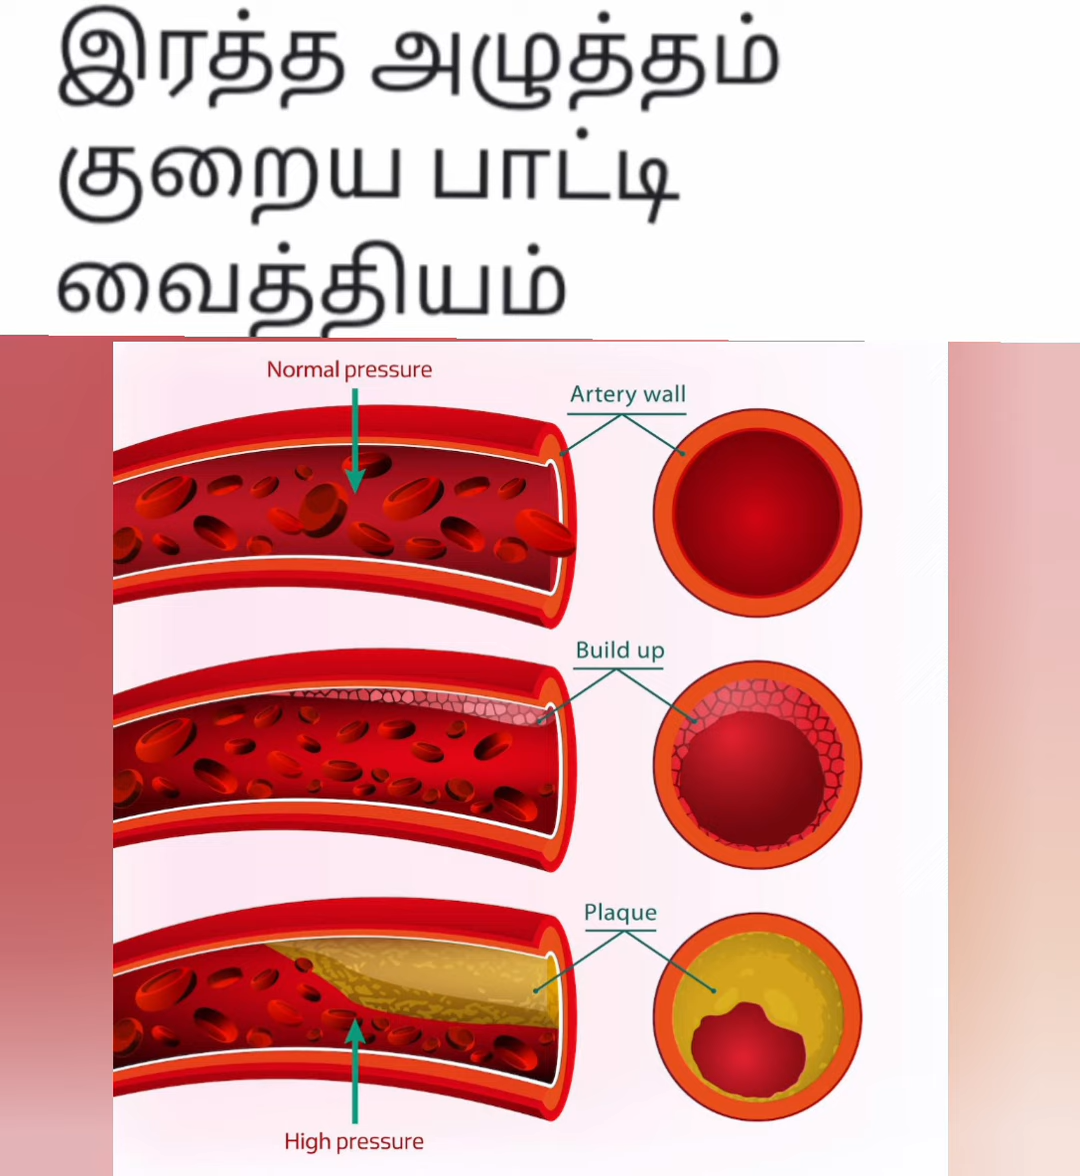 இரத்த அழுத்தம்
குறைய பாட்டி
வைத்தியம்
Normal pressure
Artery wall
Build up
Plaque
High pressure